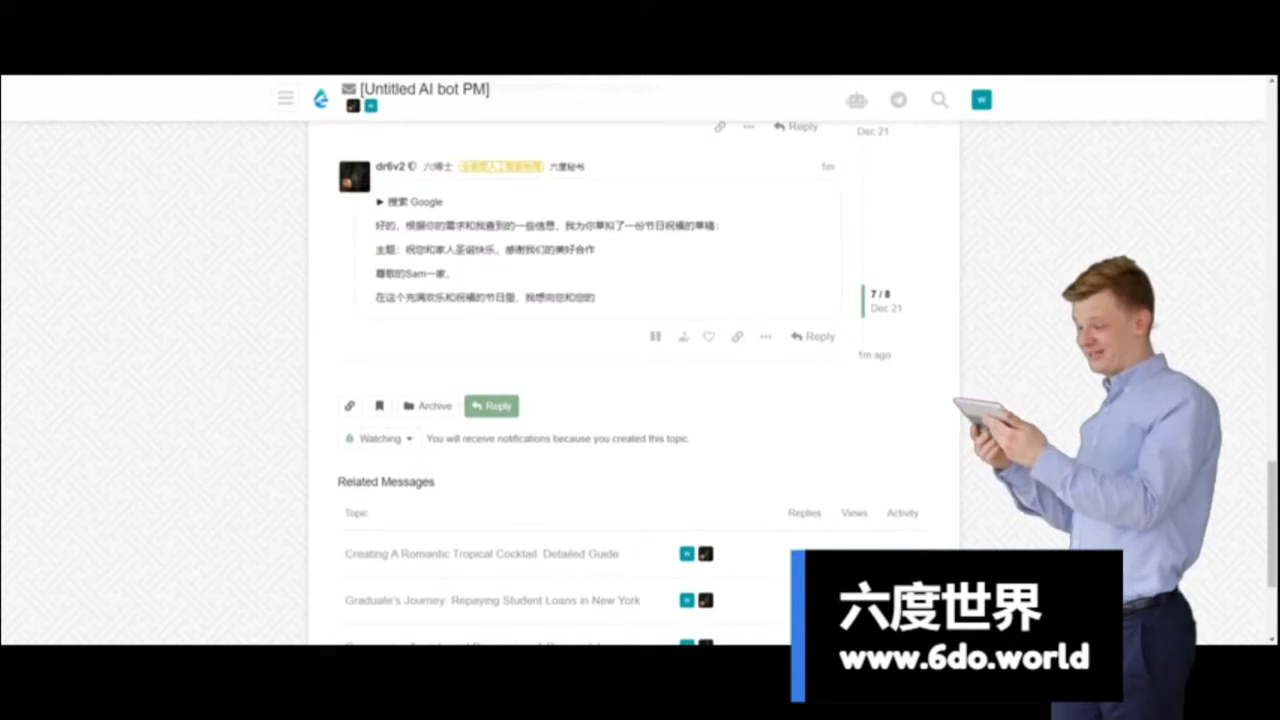 [Untitled AI bot PM]
Reply
Dec 21
dr6v2 六博士 六度秘书
1m
▶ 搜索 Google
好的，根据你的需求和我查到的一些信息，我为你草拟了一份节日祝福的草稿：
主题：祝您和家人圣诞快乐，感谢我们的美好合作
尊敬的Sam一家，
在这个充满欢乐和祝福的节日里，我想向您和您的
7 / 8
Dec 21
Reply
1m ago
Archive
Reply
Watching
You will receive notifications because you created this topic.
Related Messages
Topic
Replies
Views
Activity
Creating A Romantic Tropical Cocktail: Detailed Guide
Graduate's Journey: Repaying Student Loans in New York
六度世界
www.6do.world